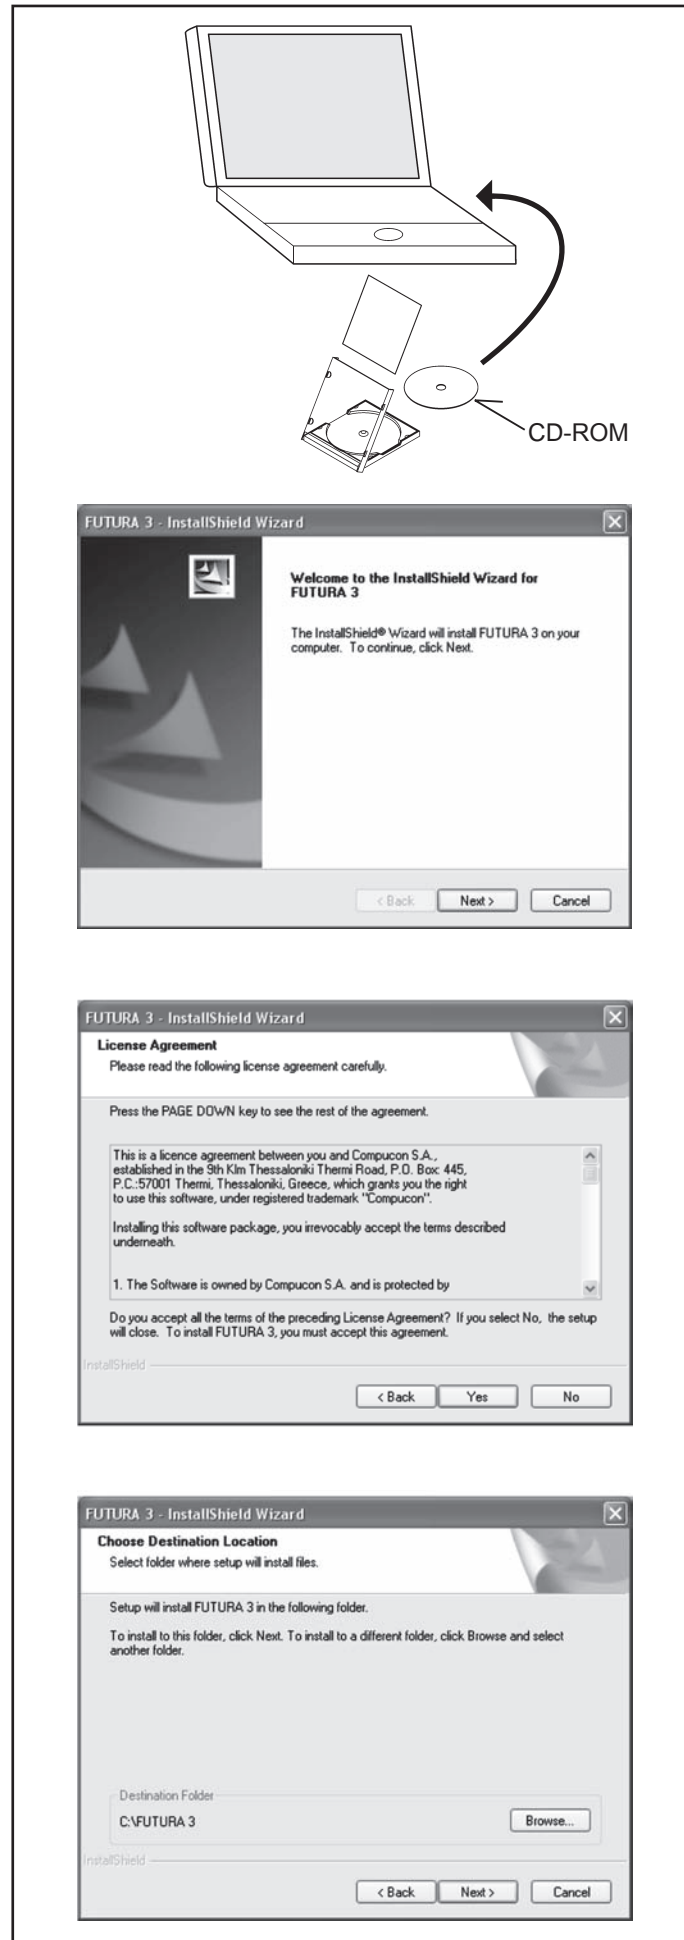 CD-ROM
FUTURA 3 - InstallShield Wizard
Welcome to the InstallShield Wizard for
FUTURA 3
The InstallShield® Wizard will install FUTURA 3 on your
computer. To continue, click Next.
< Back Next > Cancel
FUTURA 3 - InstallShield Wizard
License Agreement
Please read the following license agreement carefully.
Press the PAGE DOWN key to see the rest of the agreement.
This is a licence agreement between you and Compucon S.A.,
established in the 9th Klm Thessaloniki Thermi Road, P.O. Box: 445,
P.C.:57001 Thermi, Thessaloniki, Greece, which grants you the right
to use this software, under registered trademark "Compucon".
Installing this software package, you irrevocably accept the terms described
underneath.
1. The Software is owned by Compucon S.A. and is protected by
Do you accept all the terms of the preceding License Agreement? If you select No, the setup
will close. To install FUTURA 3, you must accept this agreement.
InstallShield
< Back Yes No
FUTURA 3 - InstallShield Wizard
Choose Destination Location
Select folder where setup will install files.
Setup will install FUTURA 3 in the following folder.
To install to this folder, click Next. To install to a different folder, click Browse and select
another folder.
Destination Folder
C:\FUTURA 3 Browse...
InstallShield
< Back Next > Cancel